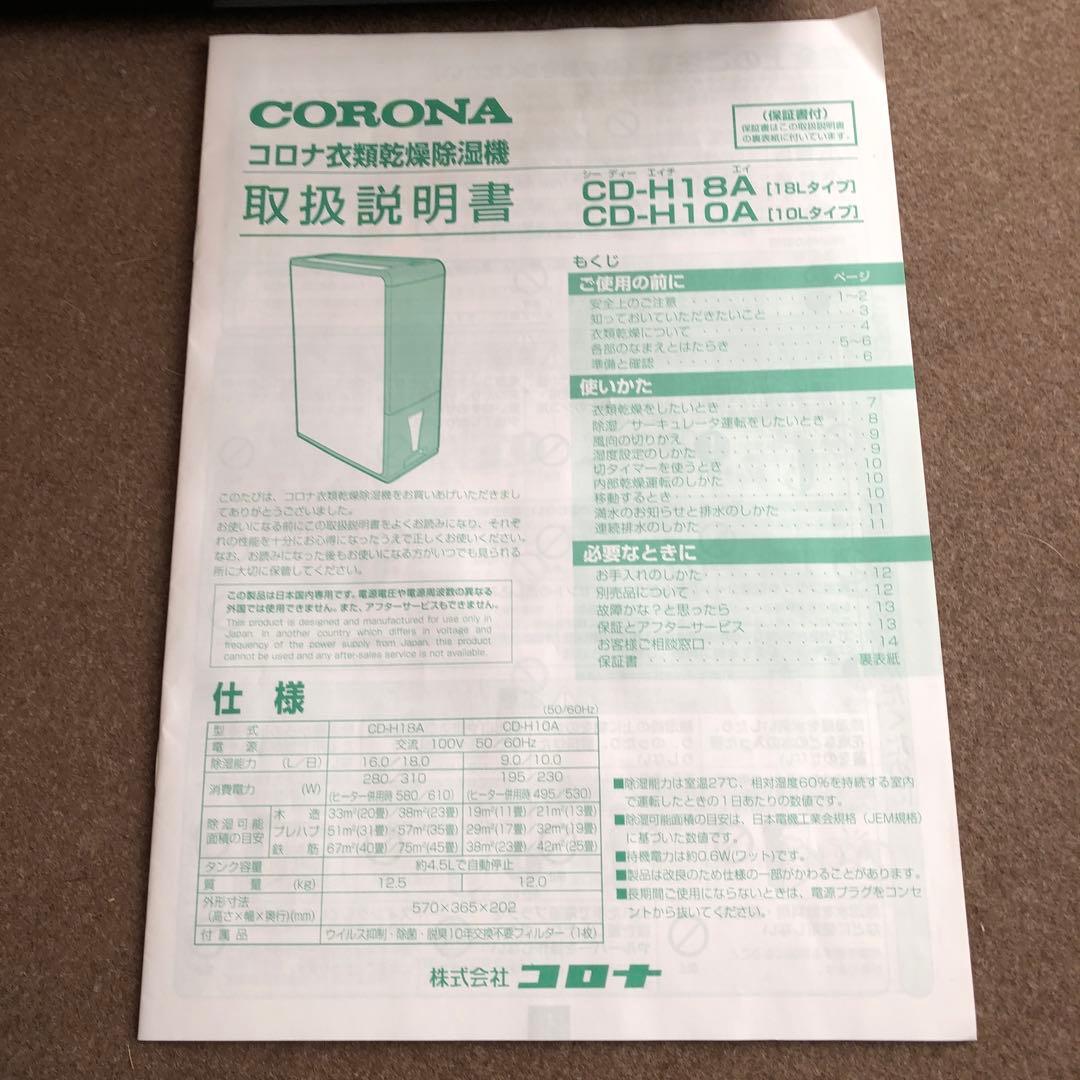 CORONA
コロナ衣類乾燥除湿機
取扱説明書
(保証書付)
保証書はこの取扱説明書
の裏表紙に付いています。
シー ディー エイチ エイ
CD-H18A [18Lタイプ]
CD-H10A [10Lタイプ]
もくじ
ご使用の前に ページ
安全上のご注意 1~2
知っておいていただきたいこと 3
衣類乾燥について 4
各部のなまえとはたらき 5~6
準備と確認 6
使いかた
衣類乾燥をしたいとき 7
除湿/サーキュレータ運転をしたいとき 8
風向の切りかえ 9
湿度設定のしかた 9
切タイマーを使うとき 10
内部乾燥運転のしかた 10
移動するとき 10
満水のお知らせと排水のしかた 11
連続排水のしかた 11
必要なときに
お手入れのしかた 12
別売品について 12
故障かな?と思ったら 13
保証とアフターサービス 13
お客様ご相談窓口 14
保証書 裏表紙
このたびは、コロナ衣類乾燥除湿機をお買いあげいただきまし
てありがとうございました。
お使いになる前にこの取扱説明書をよくお読みになり、それぞ
れの性能を十分にお心得になったうえで正しくお使いください。
なお、お読みになった後もお使いになる方がいつでも見られる
所に大切に保管してください。
この製品は日本国内専用です。電源電圧や電源周波数の異なる
外国では使用できません。また、アフターサービスもできません。
This product is designed and manufactured for use only in
Japan. In another country which differs in voltage and
frequency of the power supply from Japan, this product
cannot be used and any after-sales service is not available.
仕様
(50/60Hz)
型式 CD-H18A CD-H10A
電源 交流 100V 50/60Hz
除湿能力 (L/日) 16.0/18.0 9.0/10.0
消費電力 (W) 280/310 195/230
(ヒーター併用時 580/610) (ヒーター併用時 495/530)
除湿可能面積の目安 木造 33m²(20畳)/38m²(23畳) 19m²(11畳)/21m²(13畳)
プレハブ 51m²(31畳)・57m²(35畳) 29m²(17畳)/32m²(19畳)
鉄筋 67m²(40畳)/75m²(45畳) 38m²(23畳)/42m²(25畳)
タンク容量 約4.5Lで自動停止
質量 (kg) 12.5 12.0
外形寸法
(高さ×幅×奥行)(mm) 570×365×202
付属品 ウイルス抑制・除菌・脱臭10年交換不要フィルター(1枚)
■除湿能力は室温27℃、相対湿度60%を持続する室内
で運転したときの1日あたりの数値です。
■除湿可能面積の目安は、日本電機工業会規格(JEM規格)
に基づいた数値です。
■待機電力は約0.6W(ワット)です。
■製品は改良のため仕様の一部がかわることがあります。
■長期間ご使用にならないときは、電源プラグをコンセ
ントから抜いてください。
株式会社 コロナ